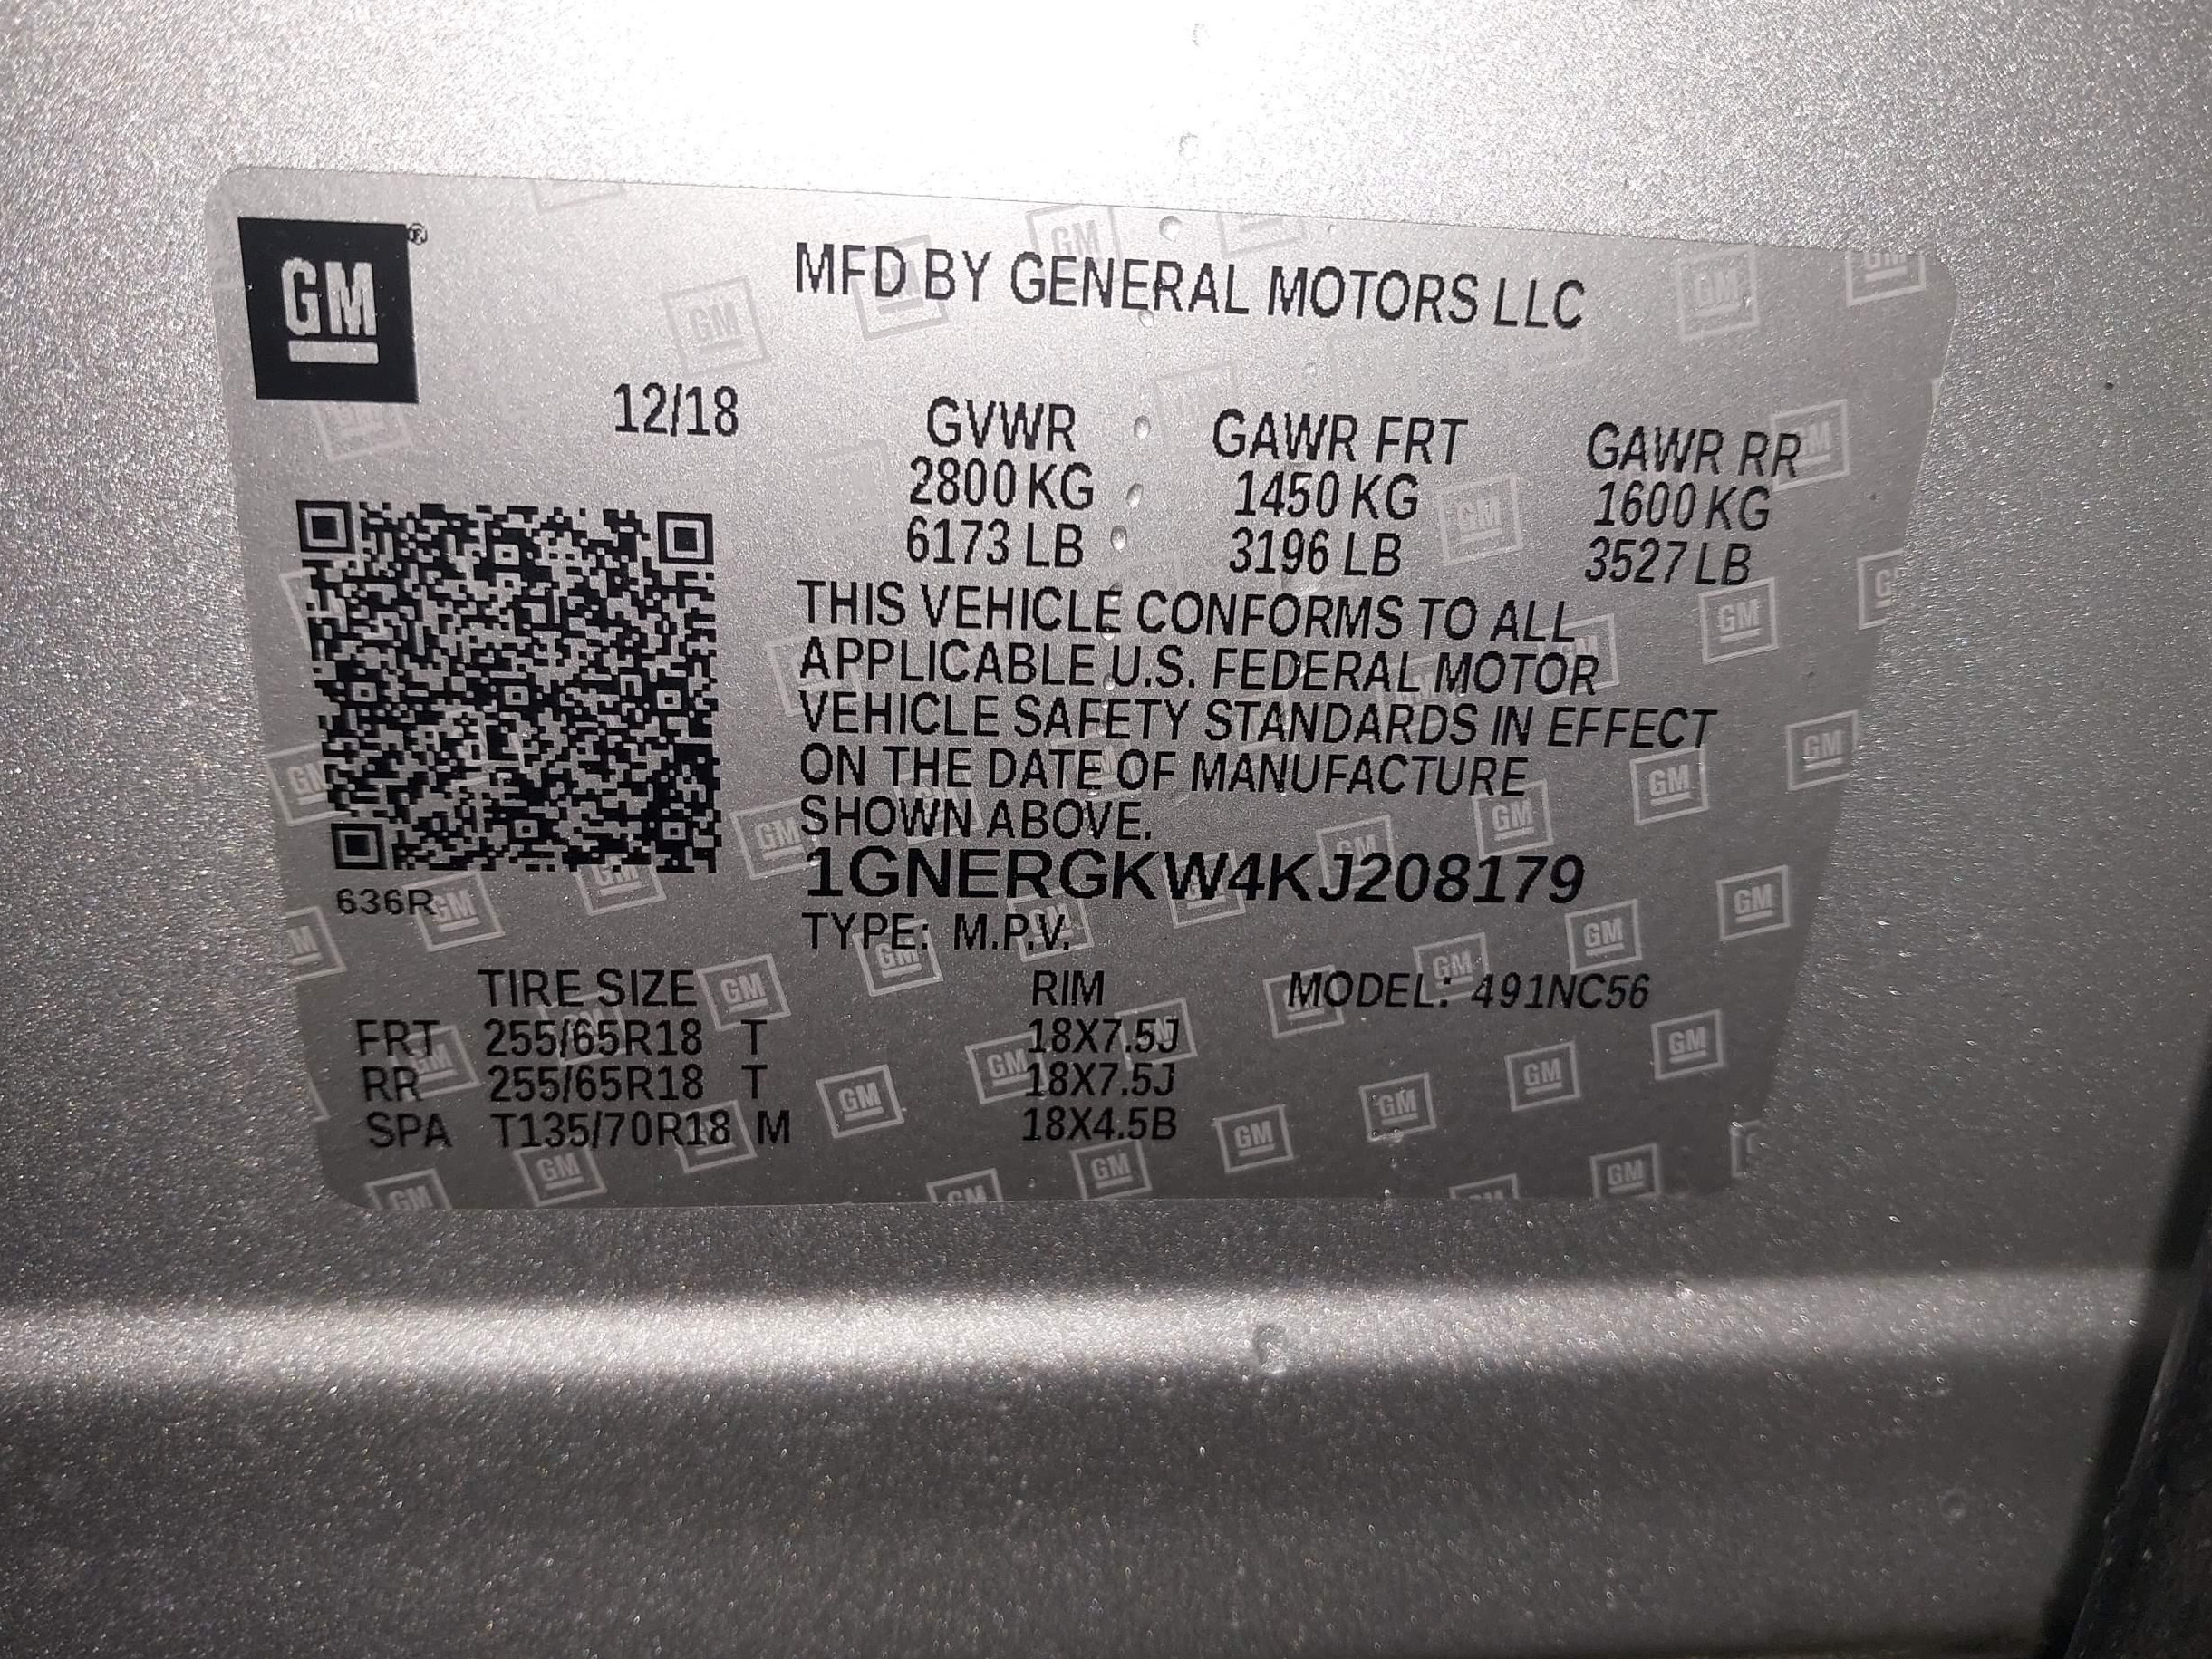 GM ®
MFD BY GENERAL MOTORS LLC
12/18 GVWR GAWR FRT GAWR RR
2800 KG 1450 KG 1600 KG
6173 LB 3196 LB 3527 LB
THIS VEHICLE CONFORMS TO ALL
APPLICABLE U.S. FEDERAL MOTOR
VEHICLE SAFETY STANDARDS IN EFFECT
ON THE DATE OF MANUFACTURE
SHOWN ABOVE.
1GNERGKW4KJ208179
636R
TYPE: M.P.V.
TIRE SIZE RIM MODEL: 491NC56
FRT 255/65R18 T 18X7.5J
RR 255/65R18 T 18X7.5J
SPA T135/70R18 M 18X4.5B